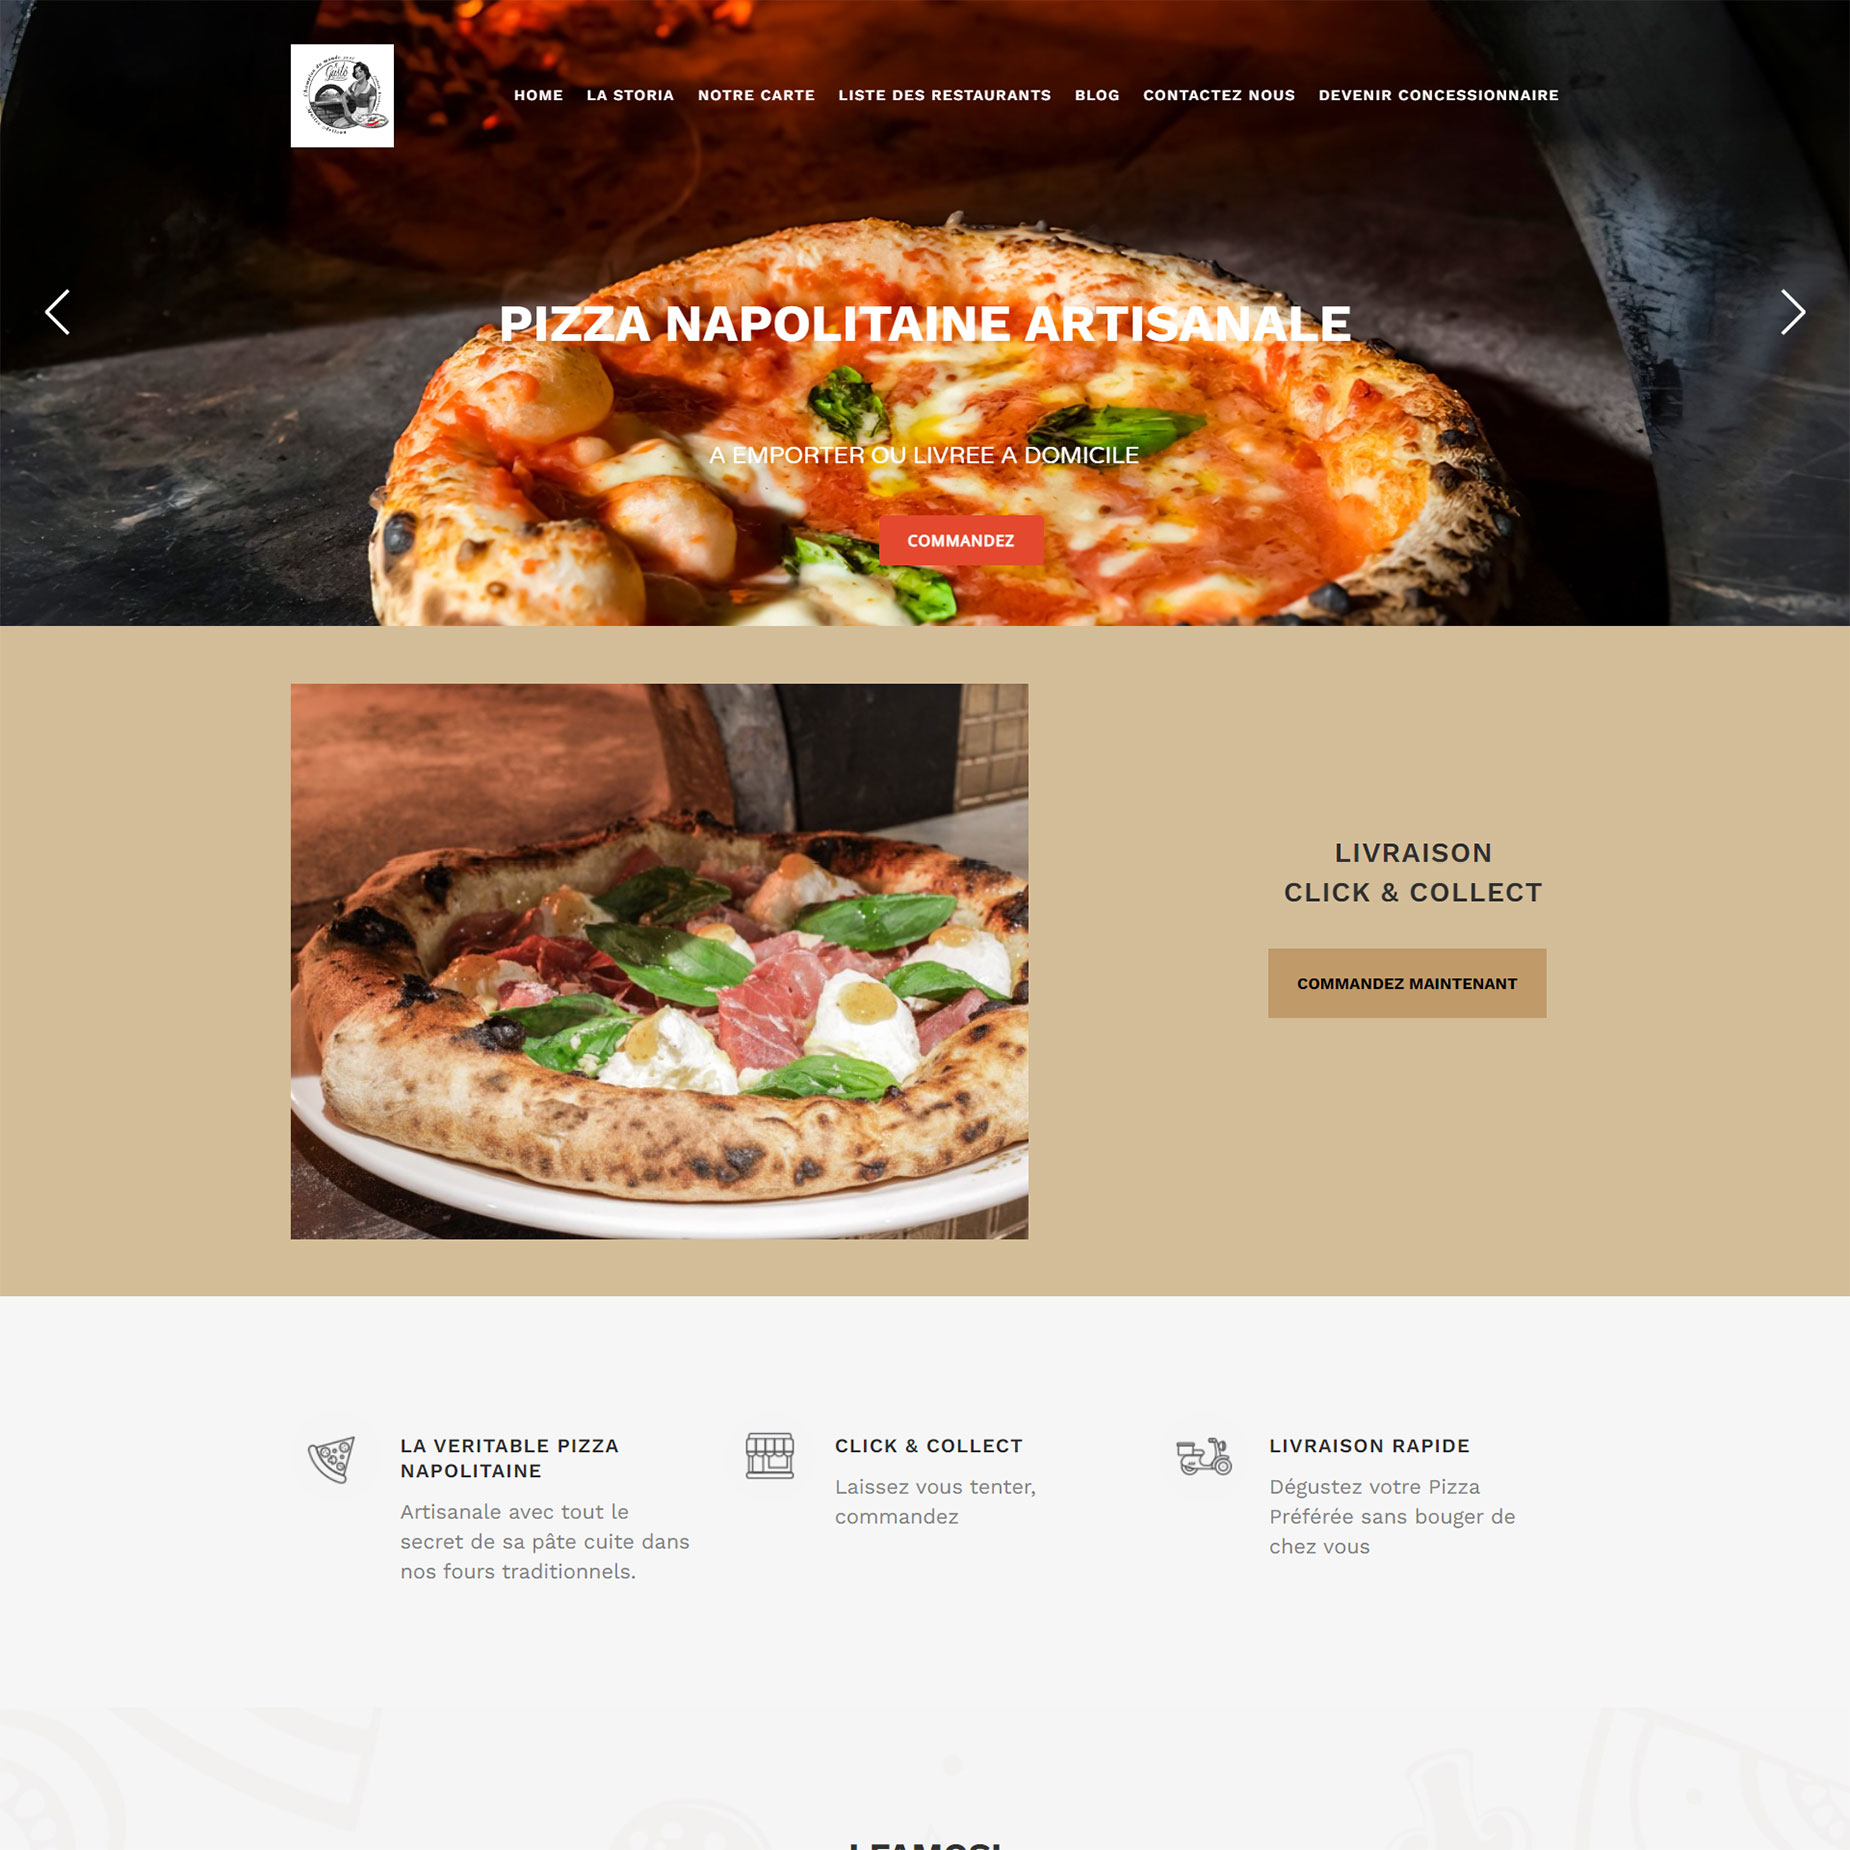 Gustò
HOME LA STORIA NOTRE CARTE LISTE DES RESTAURANTS BLOG CONTACTEZ NOUS DEVENIR CONCESSIONNAIRE
PIZZA NAPOLITAINE ARTISANALE
A EMPORTER OU LIVREE A DOMICILE
COMMANDEZ
LIVRAISON
CLICK & COLLECT
COMMANDEZ MAINTENANT
LA VERITABLE PIZZA
NAPOLITAINE
Artisanale avec tout le
secret de sa pâte cuite dans
nos fours traditionnels.
CLICK & COLLECT
Laissez vous tenter,
commandez
LIVRAISON RAPIDE
Dégustez votre Pizza
Préférée sans bouger de
chez vous
I FAMOSI